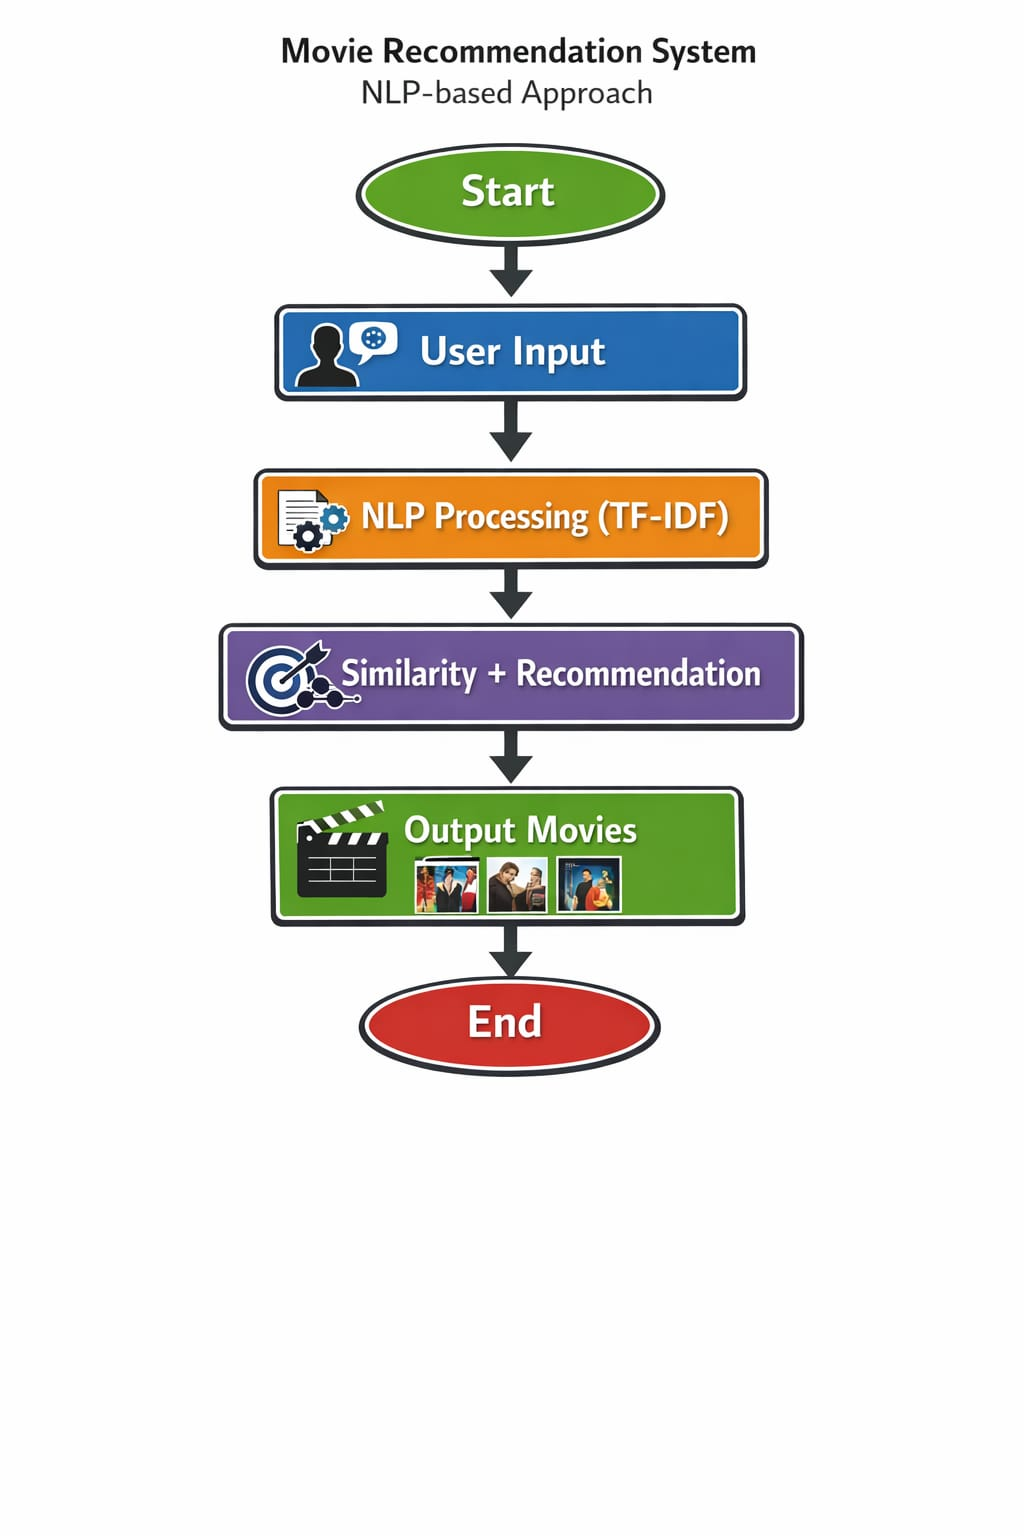 Movie Recommendation System
NLP-based Approach
Start
User Input
NLP Processing (TF-IDF)
Similarity + Recommendation
Output Movies
End